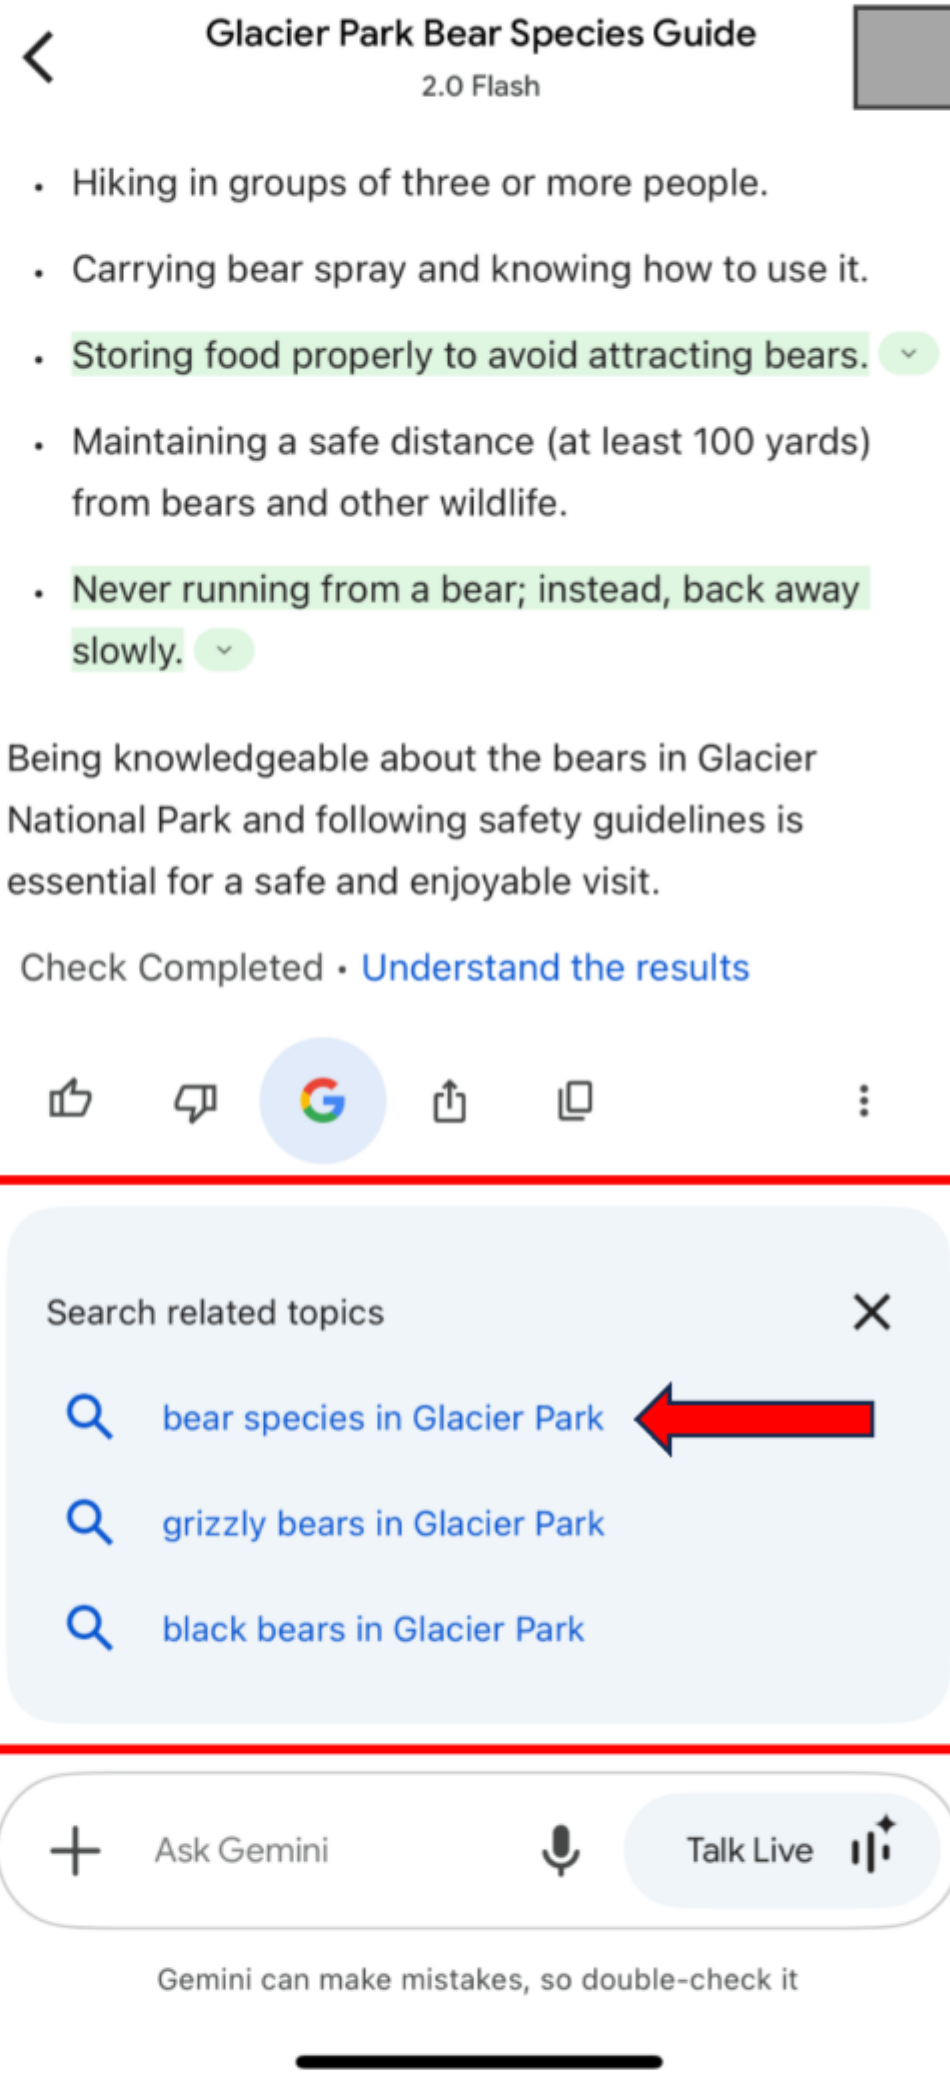 Glacier Park Bear Species Guide
2.0 Flash
• Hiking in groups of three or more people.
• Carrying bear spray and knowing how to use it.
• Storing food properly to avoid attracting bears.
• Maintaining a safe distance (at least 100 yards)
from bears and other wildlife.
• Never running from a bear; instead, back away
slowly.
Being knowledgeable about the bears in Glacier
National Park and following safety guidelines is
essential for a safe and enjoyable visit.
Check Completed • Understand the results
Search related topics
bear species in Glacier Park
grizzly bears in Glacier Park
black bears in Glacier Park
Ask Gemini Talk Live
Gemini can make mistakes, so double-check it